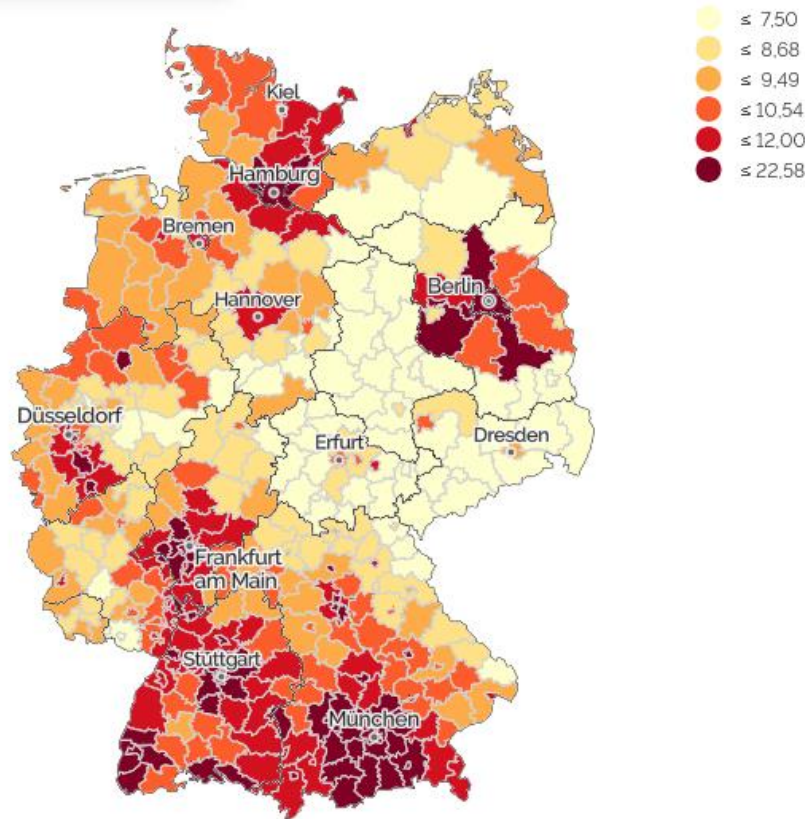 ≤ 7,50
≤ 8,68
≤ 9,49
≤ 10,54
≤ 12,00
≤ 22,58
Kiel
Hamburg
Bremen
Berlin
Hannover
Düsseldorf
Erfurt
Dresden
Frankfurt
am Main
Stuttgart
München